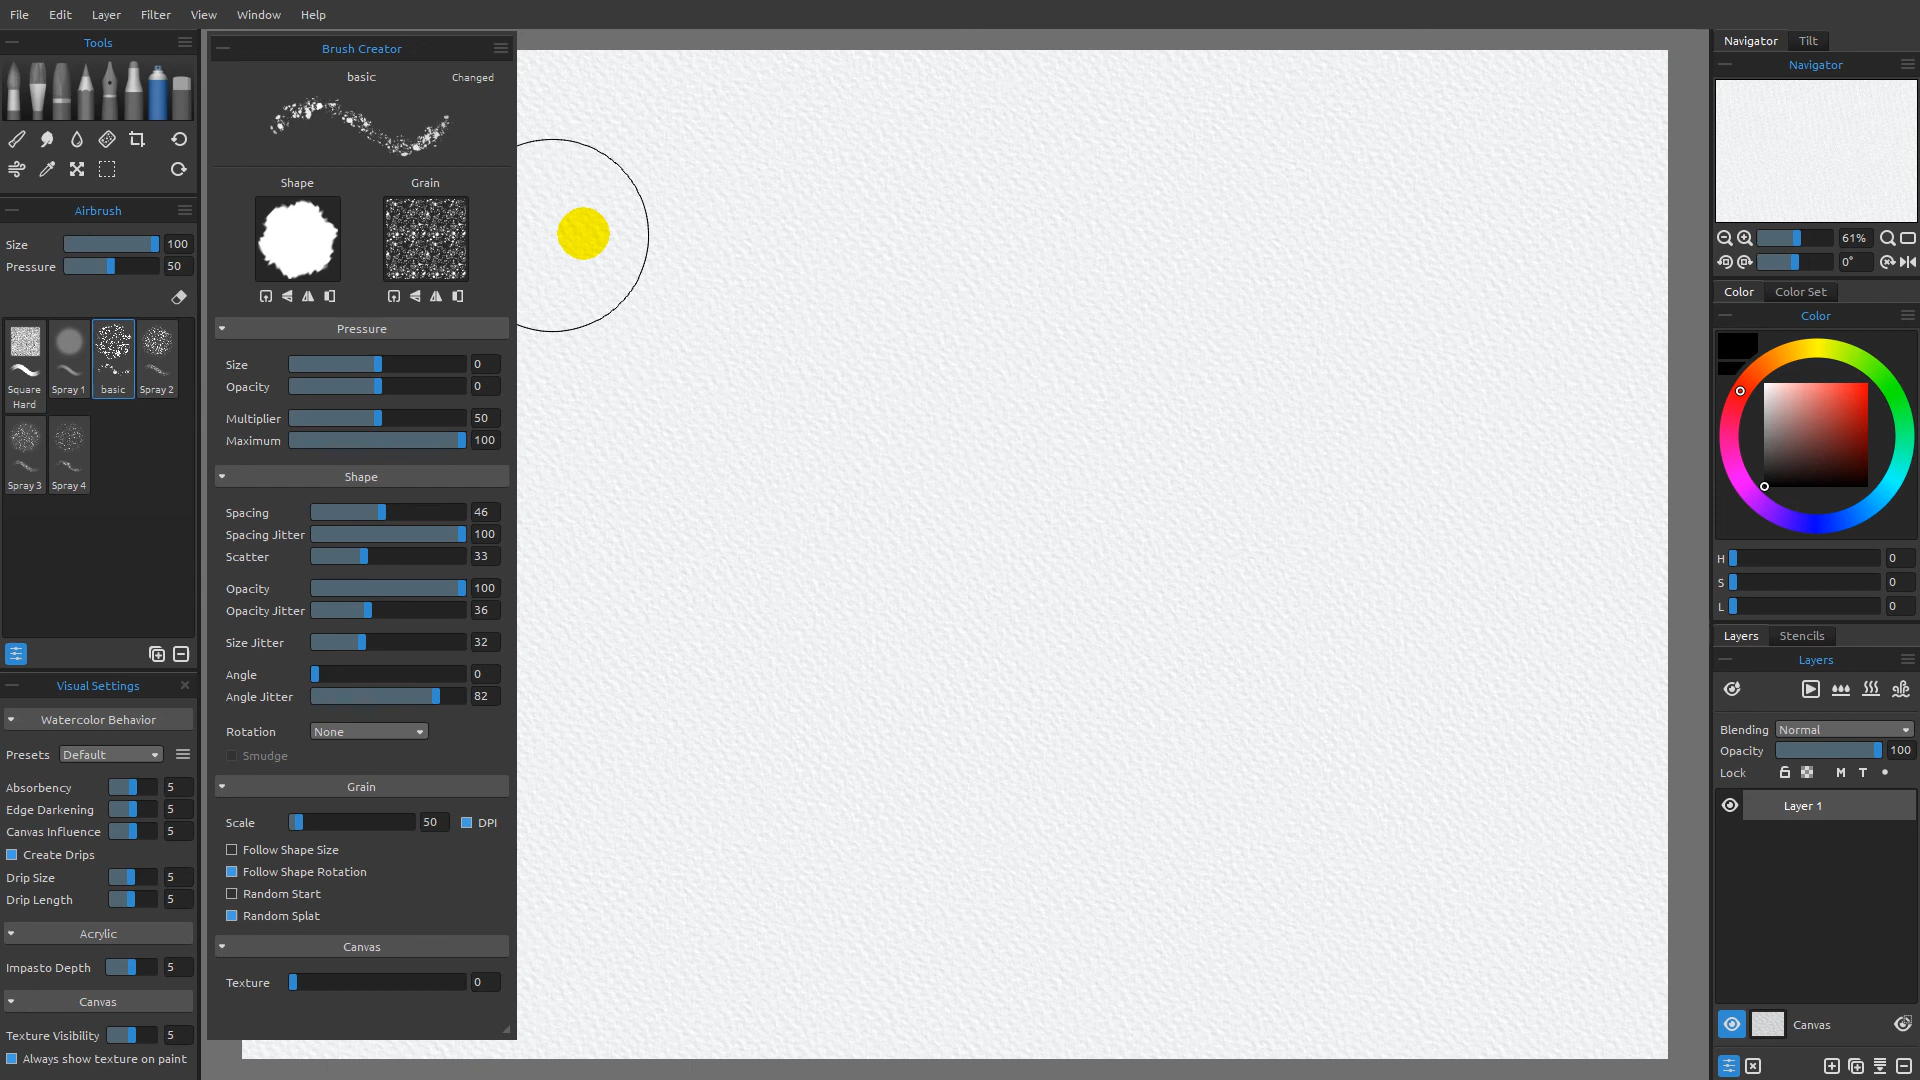 File Edit Layer Filter View Window Help
Tools
Airbrush
Size 100
Pressure 50
Square Hard
Spray 1
basic
Spray 2
Spray 3
Spray 4
Visual Settings
Watercolor Behavior
Presets Default
Absorbency 5
Edge Darkening 5
Canvas Influence 5
Create Drips
Drip Size 5
Drip Length 5
Acrylic
Impasto Depth 5
Canvas
Texture Visibility 5
Always show texture on paint
Brush Creator
basic Changed
Shape Grain
Pressure
Size 0
Opacity 0
Multiplier 50
Maximum 100
Shape
Spacing 46
Spacing Jitter 100
Scatter 33
Opacity 100
Opacity Jitter 36
Size Jitter 32
Angle 0
Angle Jitter 82
Rotation None
Smudge
Grain
Scale 50 DPI
Follow Shape Size
Follow Shape Rotation
Random Start
Random Splat
Canvas
Texture 0
Navigator Tilt
Navigator
61%
0°
Color Color Set
Color
H 0
S 0
L 0
Layers Stencils
Layers
Blending Normal
Opacity 100
Lock M T
Layer 1
Canvas